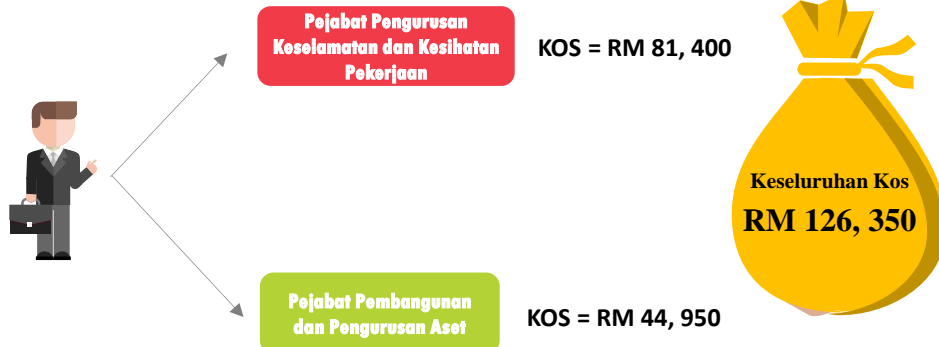 Pejabat Pengurusan
Keselamatan dan Kesihatan
Pekerjaan
KOS = RM 81, 400
Keseluruhan Kos
RM 126, 350
Pejabat Pembangunan
dan Pengurusan Aset
KOS = RM 44, 950